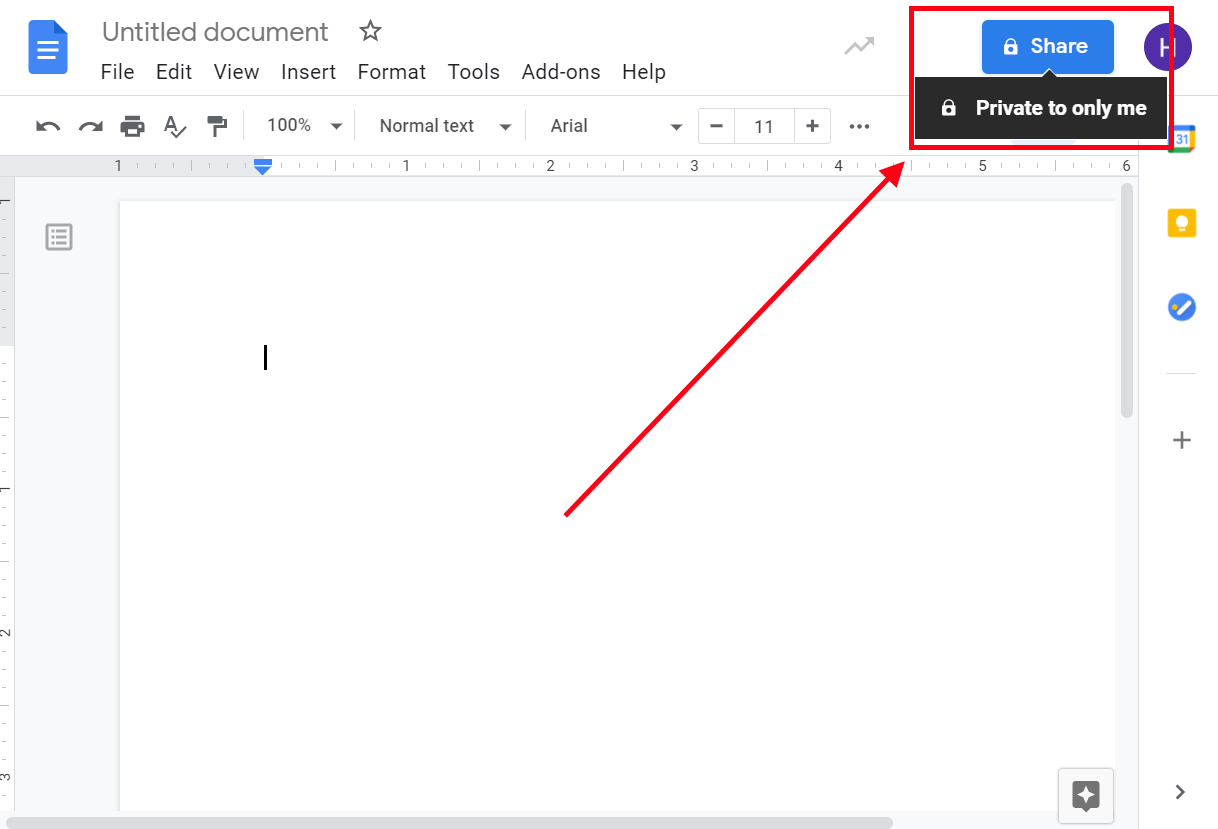 Untitled document
File Edit View Insert Format Tools Add-ons Help
Share
H
Private to only me
100% Normal text Arial 11
31
1 1 2 3 4 5 6
1
1
2
3